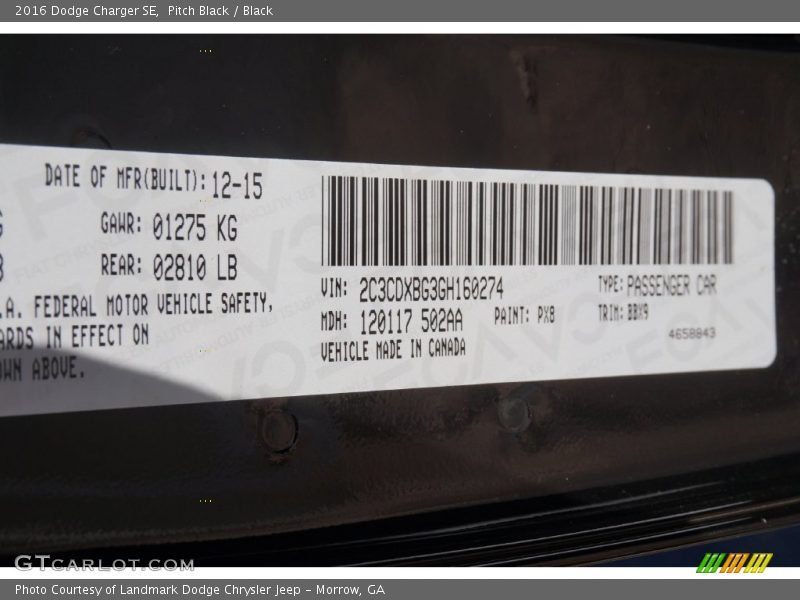 2016 Dodge Charger SE, Pitch Black / Black
DATE OF MFR(BUILT): 12-15
GAWR: 01275 KG
REAR: 02810 LB
.A. FEDERAL MOTOR VEHICLE SAFETY,
ARDS IN EFFECT ON
WN ABOVE.
VIN: 2C3CDXBG3GH160274
TYPE: PASSENGER CAR
MDH: 120117 502AA PAINT: PX8 TRIM: BBX9
VEHICLE MADE IN CANADA
4658843
GTCARLOT.COM
Photo Courtesy of Landmark Dodge Chrysler Jeep – Morrow, GA